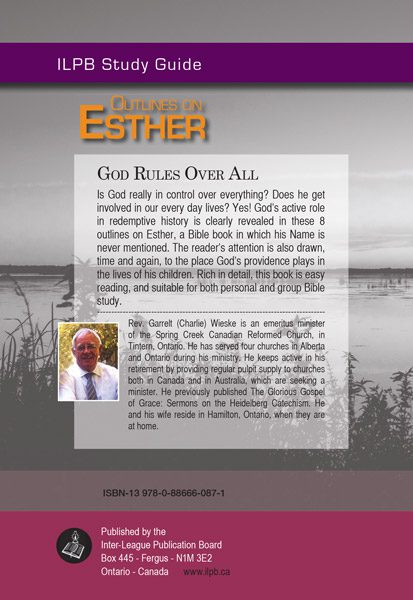 ILPB Study Guide
OUTLINES ON
ESTHER
GOD RULES OVER ALL
Is God really in control over everything? Does he get
involved in our every day lives? Yes! God's active role
in redemptive history is clearly revealed in these 8
outlines on Esther, a Bible book in which his Name is
never mentioned. The reader's attention is also drawn,
time and again, to the place God's providence plays in
the lives of his children. Rich in detail, this book is easy
reading, and suitable for both personal and group Bible
study.
Rev. Garrelt (Charlie) Wieske is an emeritus minister
of the Spring Creek Canadian Reformed Church, in
Tintern, Ontario. He has served four churches in Alberta
and Ontario during his ministry. He keeps active in his
retirement by providing regular pulpit supply to churches
both in Canada and in Australia, which are seeking a
minister. He previously published The Glorious Gospel
of Grace: Sermons on the Heidelberg Catechism. He
and his wife reside in Hamilton, Ontario, when they are
at home.
ISBN-13 978-0-88666-087-1
Published by the
Inter-League Publication Board
Box 445 - Fergus - N1M 3E2
Ontario - Canada www.ilpb.ca